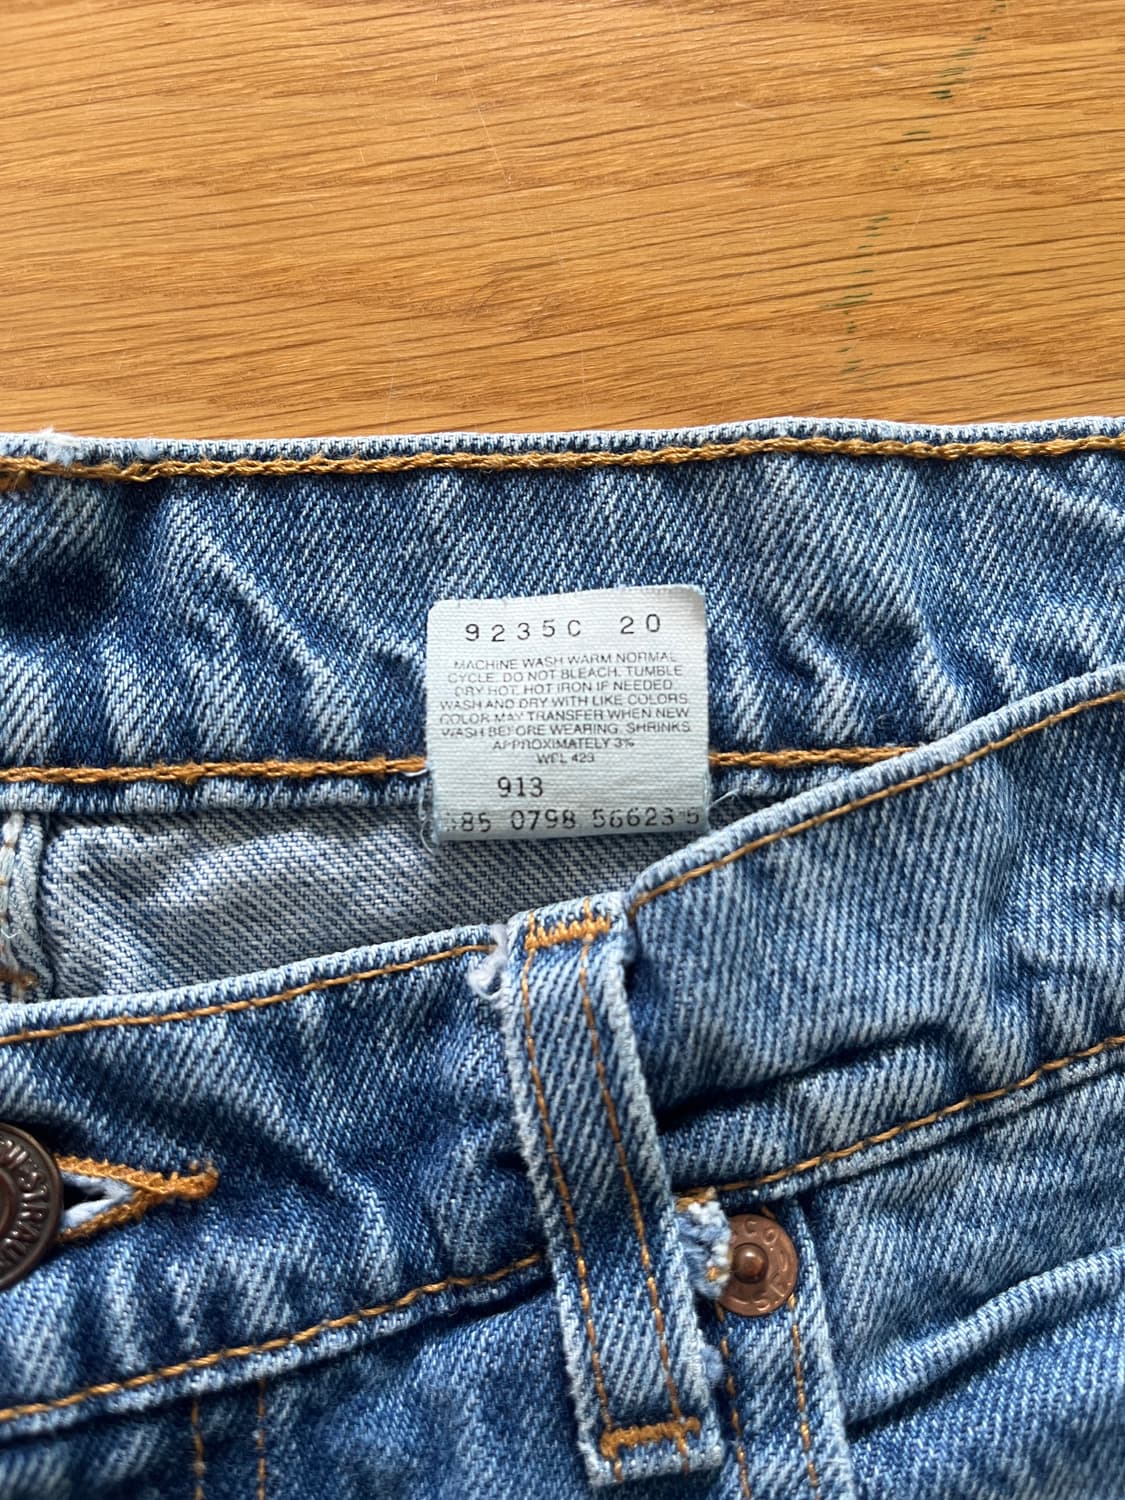 9235C 20
MACHINE WASH WARM NORMAL
CYCLE. DO NOT BLEACH. TUMBLE
DRY HOT. HOT IRON IF NEEDED.
WASH AND DRY WITH LIKE COLORS.
COLOR MAY TRANSFER WHEN NEW.
WASH BEFORE WEARING. SHRINKS
APPROXIMATELY 3%
WPL 423
913
85 0798 56623